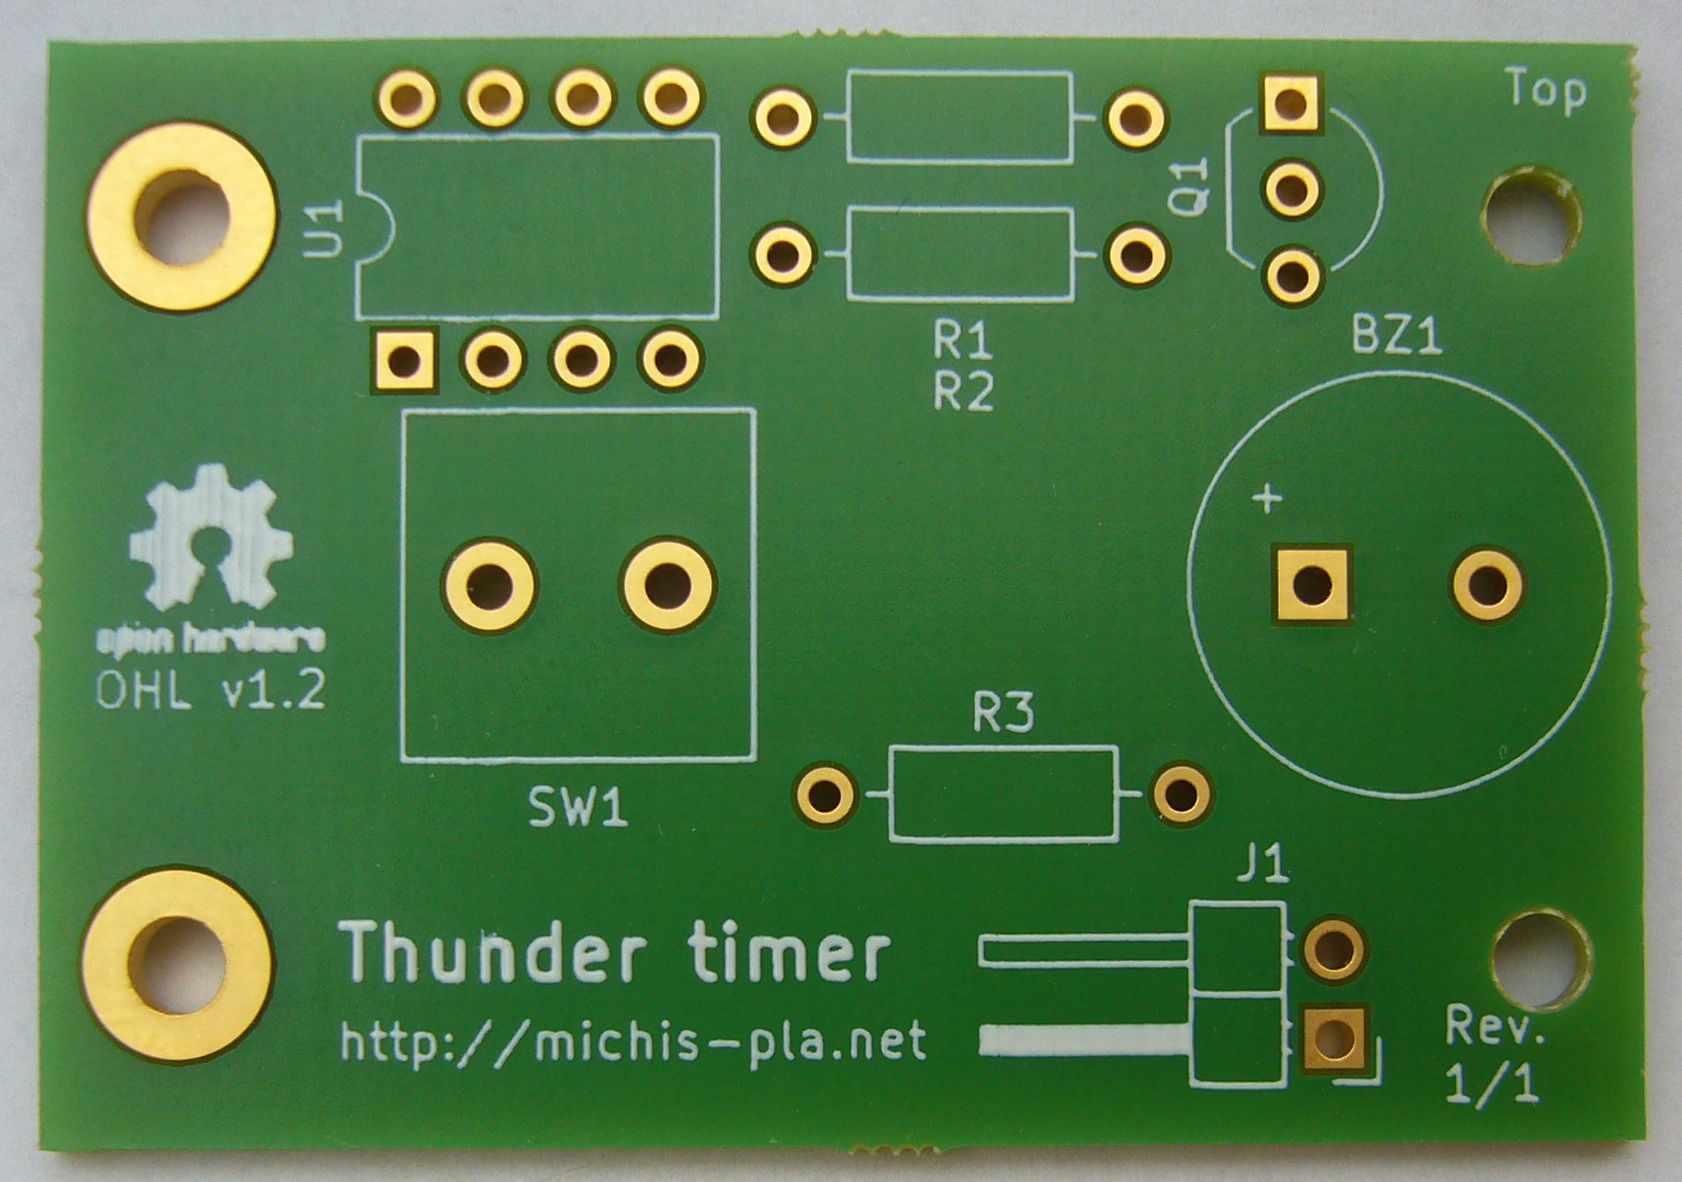 Top
U1
Q1
R1
R2
BZ1
+
open hardware
OHL v1.2
SW1
R3
J1
Thunder timer
http://michis-pla.net
Rev.
1/1